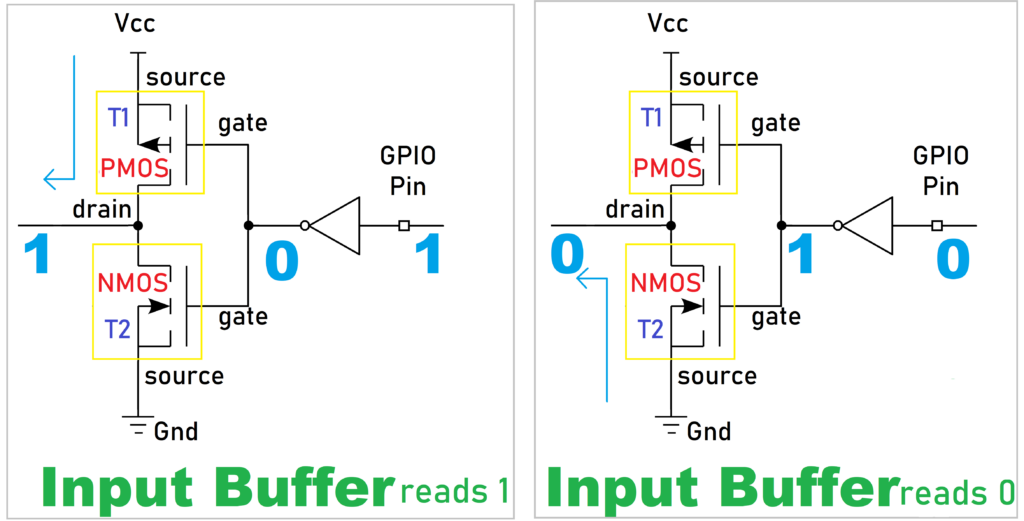 Vcc
source
T1
gate
PMOS
GPIO
Pin
drain
1
0
1
NMOS
T2
gate
source
Gnd
Input Buffer reads 1
Vcc
source
T1
gate
PMOS
GPIO
Pin
drain
0
1
0
NMOS
T2
gate
source
Gnd
Input Buffer reads 0